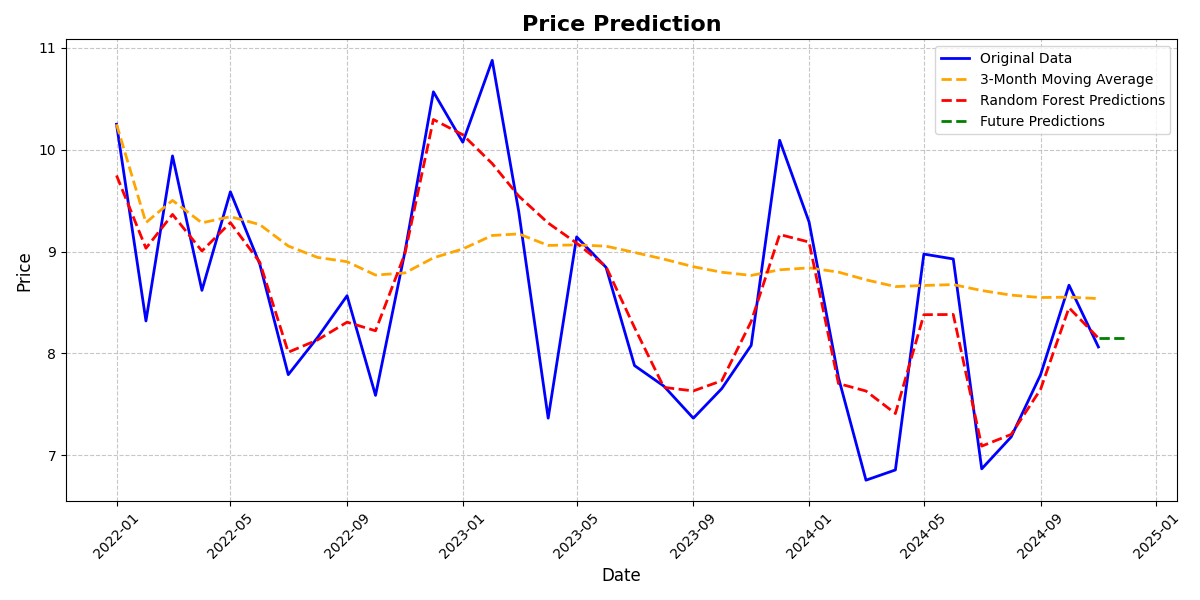 Price Prediction
11
10
9
8
7
Price
Original Data
3-Month Moving Average
Random Forest Predictions
Future Predictions
2022-01
2022-05
2022-09
2023-01
2023-05
2023-09
2024-01
2024-05
2024-09
2025-01
Date